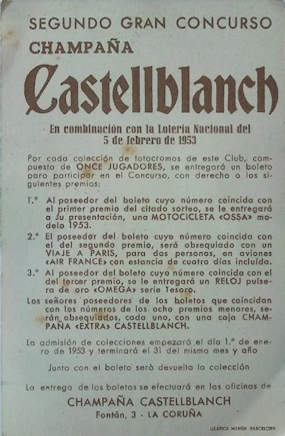 SEGUNDO GRAN CONCURSO
CHAMPAÑA
Castellblanch
En combinación con la Lotería Nacional del
5 de febrero de 1953
Por cada colección de fotocromos de este Club, com-
puesto de ONCE JUGADORES, se entregará un boleto
para participar en el Concurso, con derecho a los si-
guientes premios:
1.º Al poseedor del boleto cuyo número coincida con
el primer premio del citado sorteo, se le entregará
a su presentación, una MOTOCICLETA «OSSA» mo-
delo 1953.
2.º El poseedor del boleto cuyo número coincida con
el del segundo premio, será obsequiado con un
VIAJE A PARIS, para dos personas, en aviones
«AIR FRANCE» con estancia de cuatro días incluído.
3.º Al poseedor del boleto cuyo número coincida con el
del tercer premio, se le entregará un RELOJ pulse-
ra de oro «OMEGA» serie Tesoro.
Los señores poseedores de los boletos que coincidan
con los números de los ocho premios menores, se-
rán obsequiados, cada uno, con una caja CHAM-
PAÑA «EXTRA» CASTELLBLANCH.
La admisión de colecciones empezará el día 1.º de ene-
ro de 1953 y terminará el 31 del mismo mes y año
Junto con el boleto será devuelta la colección
La entrega de los boletos se efectuará en las oficinas de
CHAMPAÑA CASTELLBLANCH
Fontán, 3 - LA CORUÑA
BARCELONA